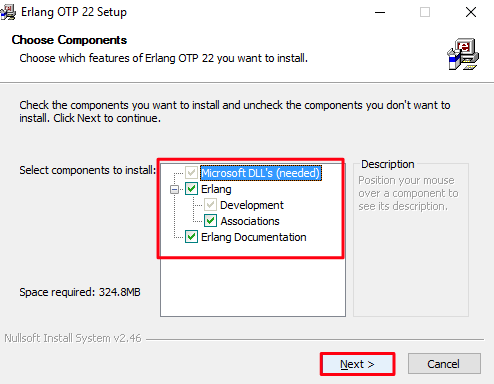 Erlang OTP 22 Setup
Choose Components
Choose which features of Erlang OTP 22 you want to install.
Check the components you want to install and uncheck the components you don't want to
install. Click Next to continue.
Select components to install:
Microsoft DLL's (needed)
Erlang
Development
Associations
Erlang Documentation
Description
Position your mouse
over a component to
see its description.
Space required: 324.8MB
Nullsoft Install System v2.46
Next >
Cancel